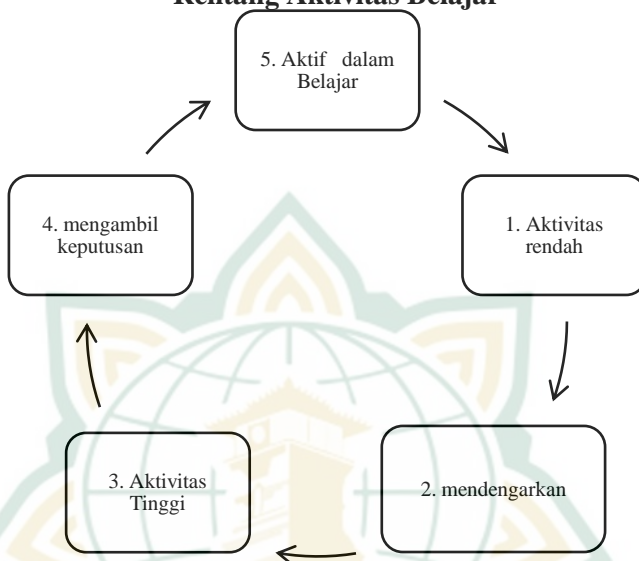 Rentang Aktivitas Belajar
5. Aktif dalam
Belajar
1. Aktivitas
rendah
2. mendengarkan
3. Aktivitas
Tinggi
4. mengambil
keputusan